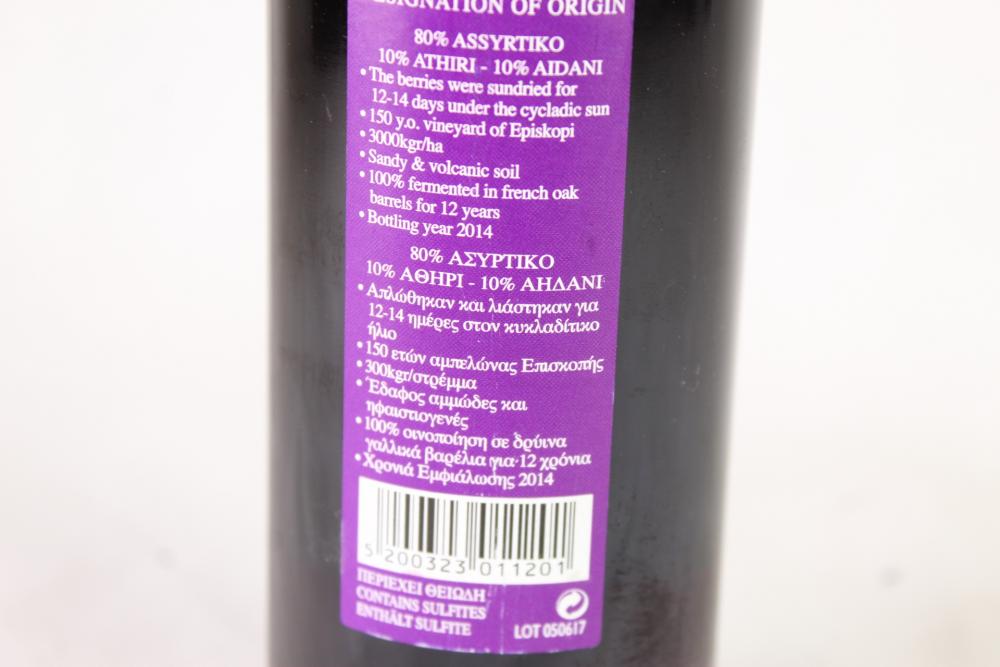 DESIGNATION OF ORIGIN
80% ASSYRTIKO
10% ATHIRI - 10% AIDANI
• The berries were sundried for
12-14 days under the cycladic sun
• 150 y.o. vineyard of Episkopi
• 3000kgr/ha
• Sandy & volcanic soil
• 100% fermented in french oak
barrels for 12 years
• Bottling year 2014
80% ΑΣΥΡΤΙΚΟ
10% ΑΘΗΡΙ - 10% ΑΗΔΑΝΙ
• Απλώθηκαν και λιάστηκαν για
12-14 ημέρες στον κυκλαδίτικο
ήλιο
• 150 ετών αμπελώνας Επισκοπής
• 300kgr/στρέμμα
• Έδαφος αμμώδες και
ηφαιστιογενές
• 100% οινοποίηση σε δρύινα
γαλλικά βαρέλια για 12 χρόνια
• Χρονιά Εμφιάλωσης 2014
5 200323 011201
ΠΕΡΙΕΧΕΙ ΘΕΙΩΔΗ
CONTAINS SULFITES
ENTHÄLT SULFITE
LOT 050617